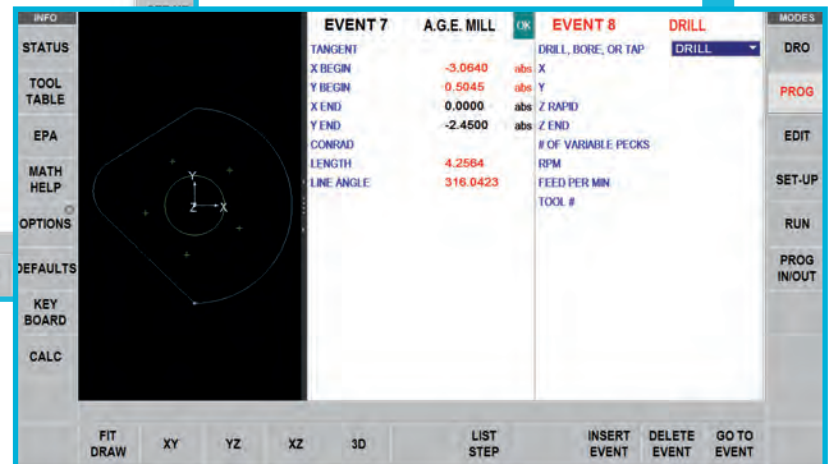 INFO
STATUS
TOOL
TABLE
EPA
MATH
HELP
OPTIONS
DEFAULTS
KEY
BOARD
CALC
Y
Z
X
EVENT 7 A.G.E. MILL OK
TANGENT
X BEGIN -3.0640 abs
Y BEGIN 0.5045 abs
X END 0.0000 abs
Y END -2.4500 abs
CONRAD
LENGTH 4.2564
LINE ANGLE 316.0423
EVENT 8 DRILL
DRILL, BORE, OR TAP DRILL
X
Y
Z RAPID
Z END
# OF VARIABLE PECKS
RPM
FEED PER MIN
TOOL #
MODES
DRO
PROG
EDIT
SET-UP
RUN
PROG
IN/OUT
FIT
DRAW
XY
YZ
XZ
3D
LIST
STEP
INSERT
EVENT
DELETE
EVENT
GO TO
EVENT